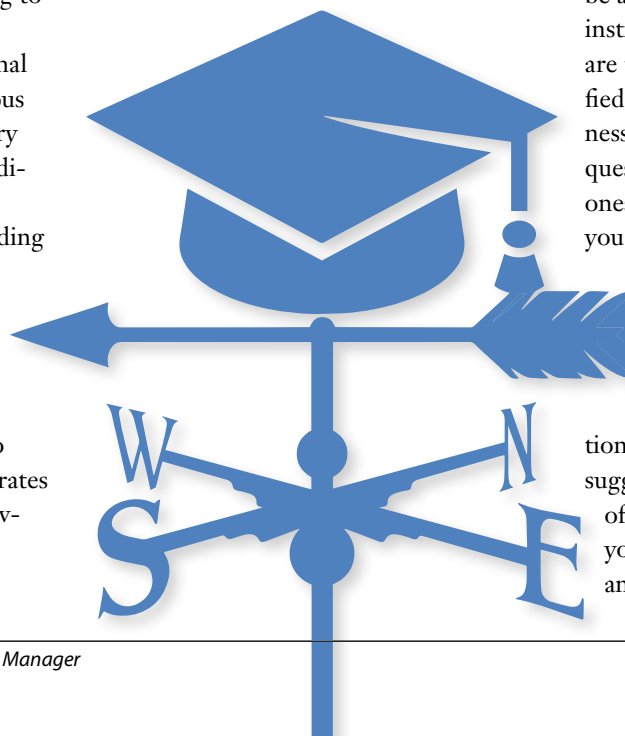 to
nal
ous
ry
di-
ding
rates
v-
inst
are
fied
ness
ques
ones
you
tion
sugg
of
yo
an
W
N
S
E
Manager